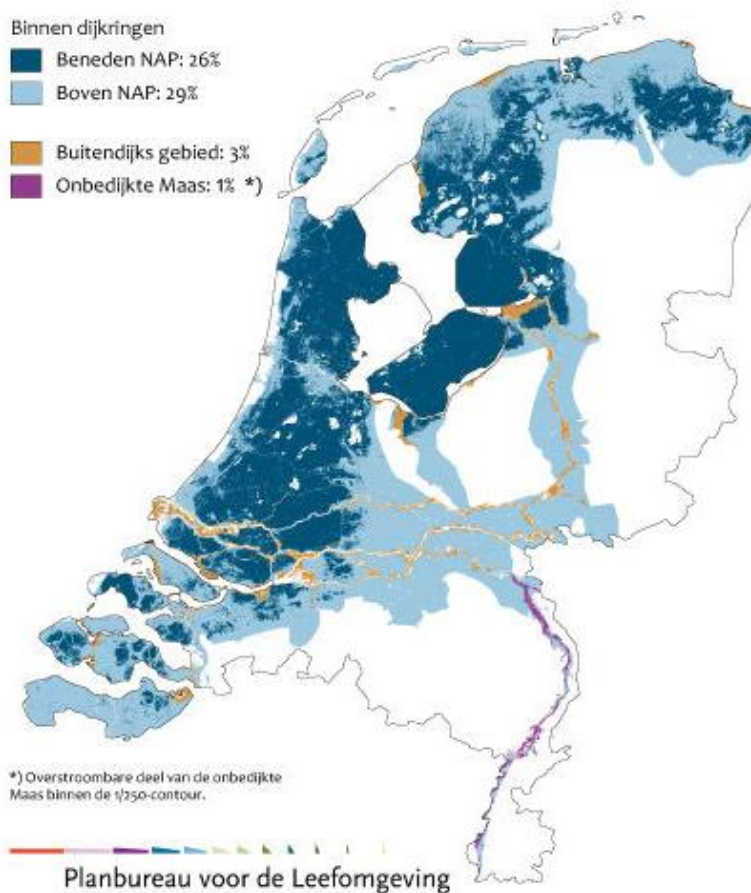 Binnen dijkringen
Beneden NAP: 26%
Boven NAP: 29%
Buitendijks gebied: 3%
Onbedijkte Maas: 1% *)
*) Overstroombare deel van de onbedijkte
Maas binnen de 1/250-contour.
Planbureau voor de Leefomgeving